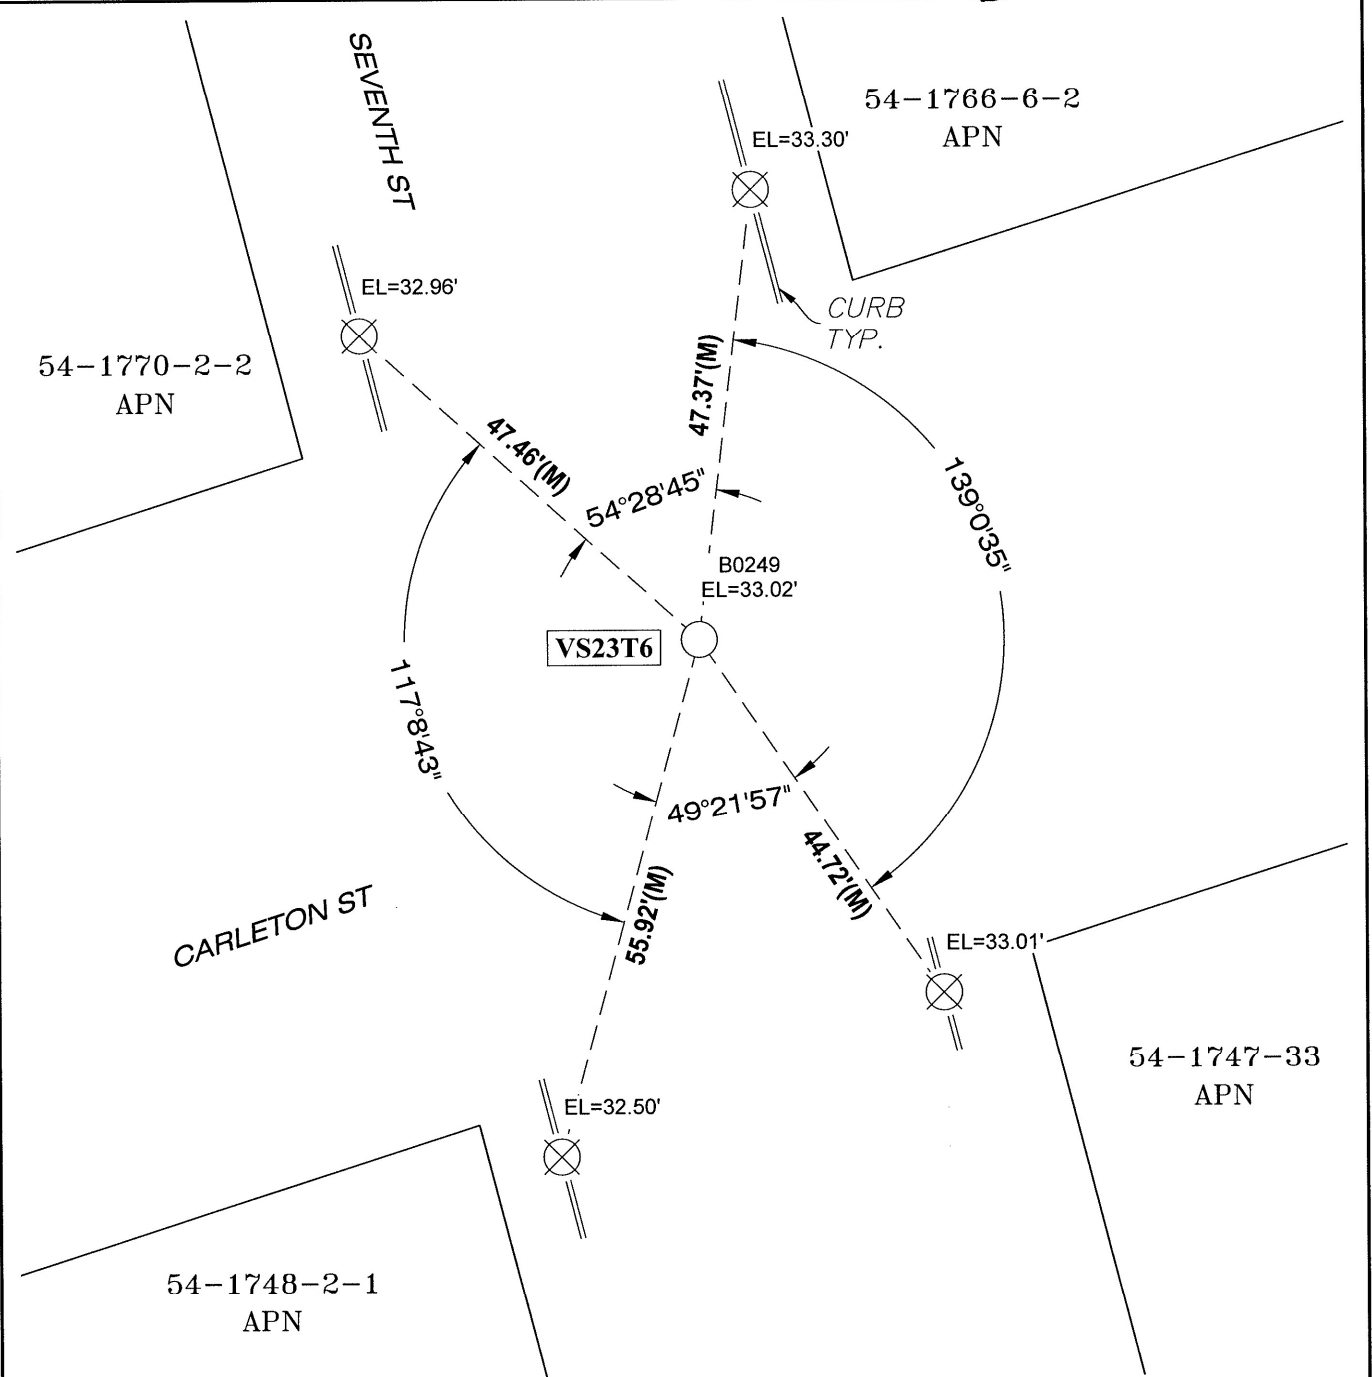 SEVENTH ST
54-1766-6-2
APN
EL=33.30'
EL=32.96'
CURB
TYP.
54-1770-2-2
APN
47.37'(M)
47.46'(M)
54°28'45"
139°0'35"
B0249
EL=33.02'
VS23T6
117°8'43"
49°21'57"
44.72'(M)
55.92'(M)
CARLETON ST
EL=33.01'
54-1747-33
APN
EL=32.50'
54-1748-2-1
APN